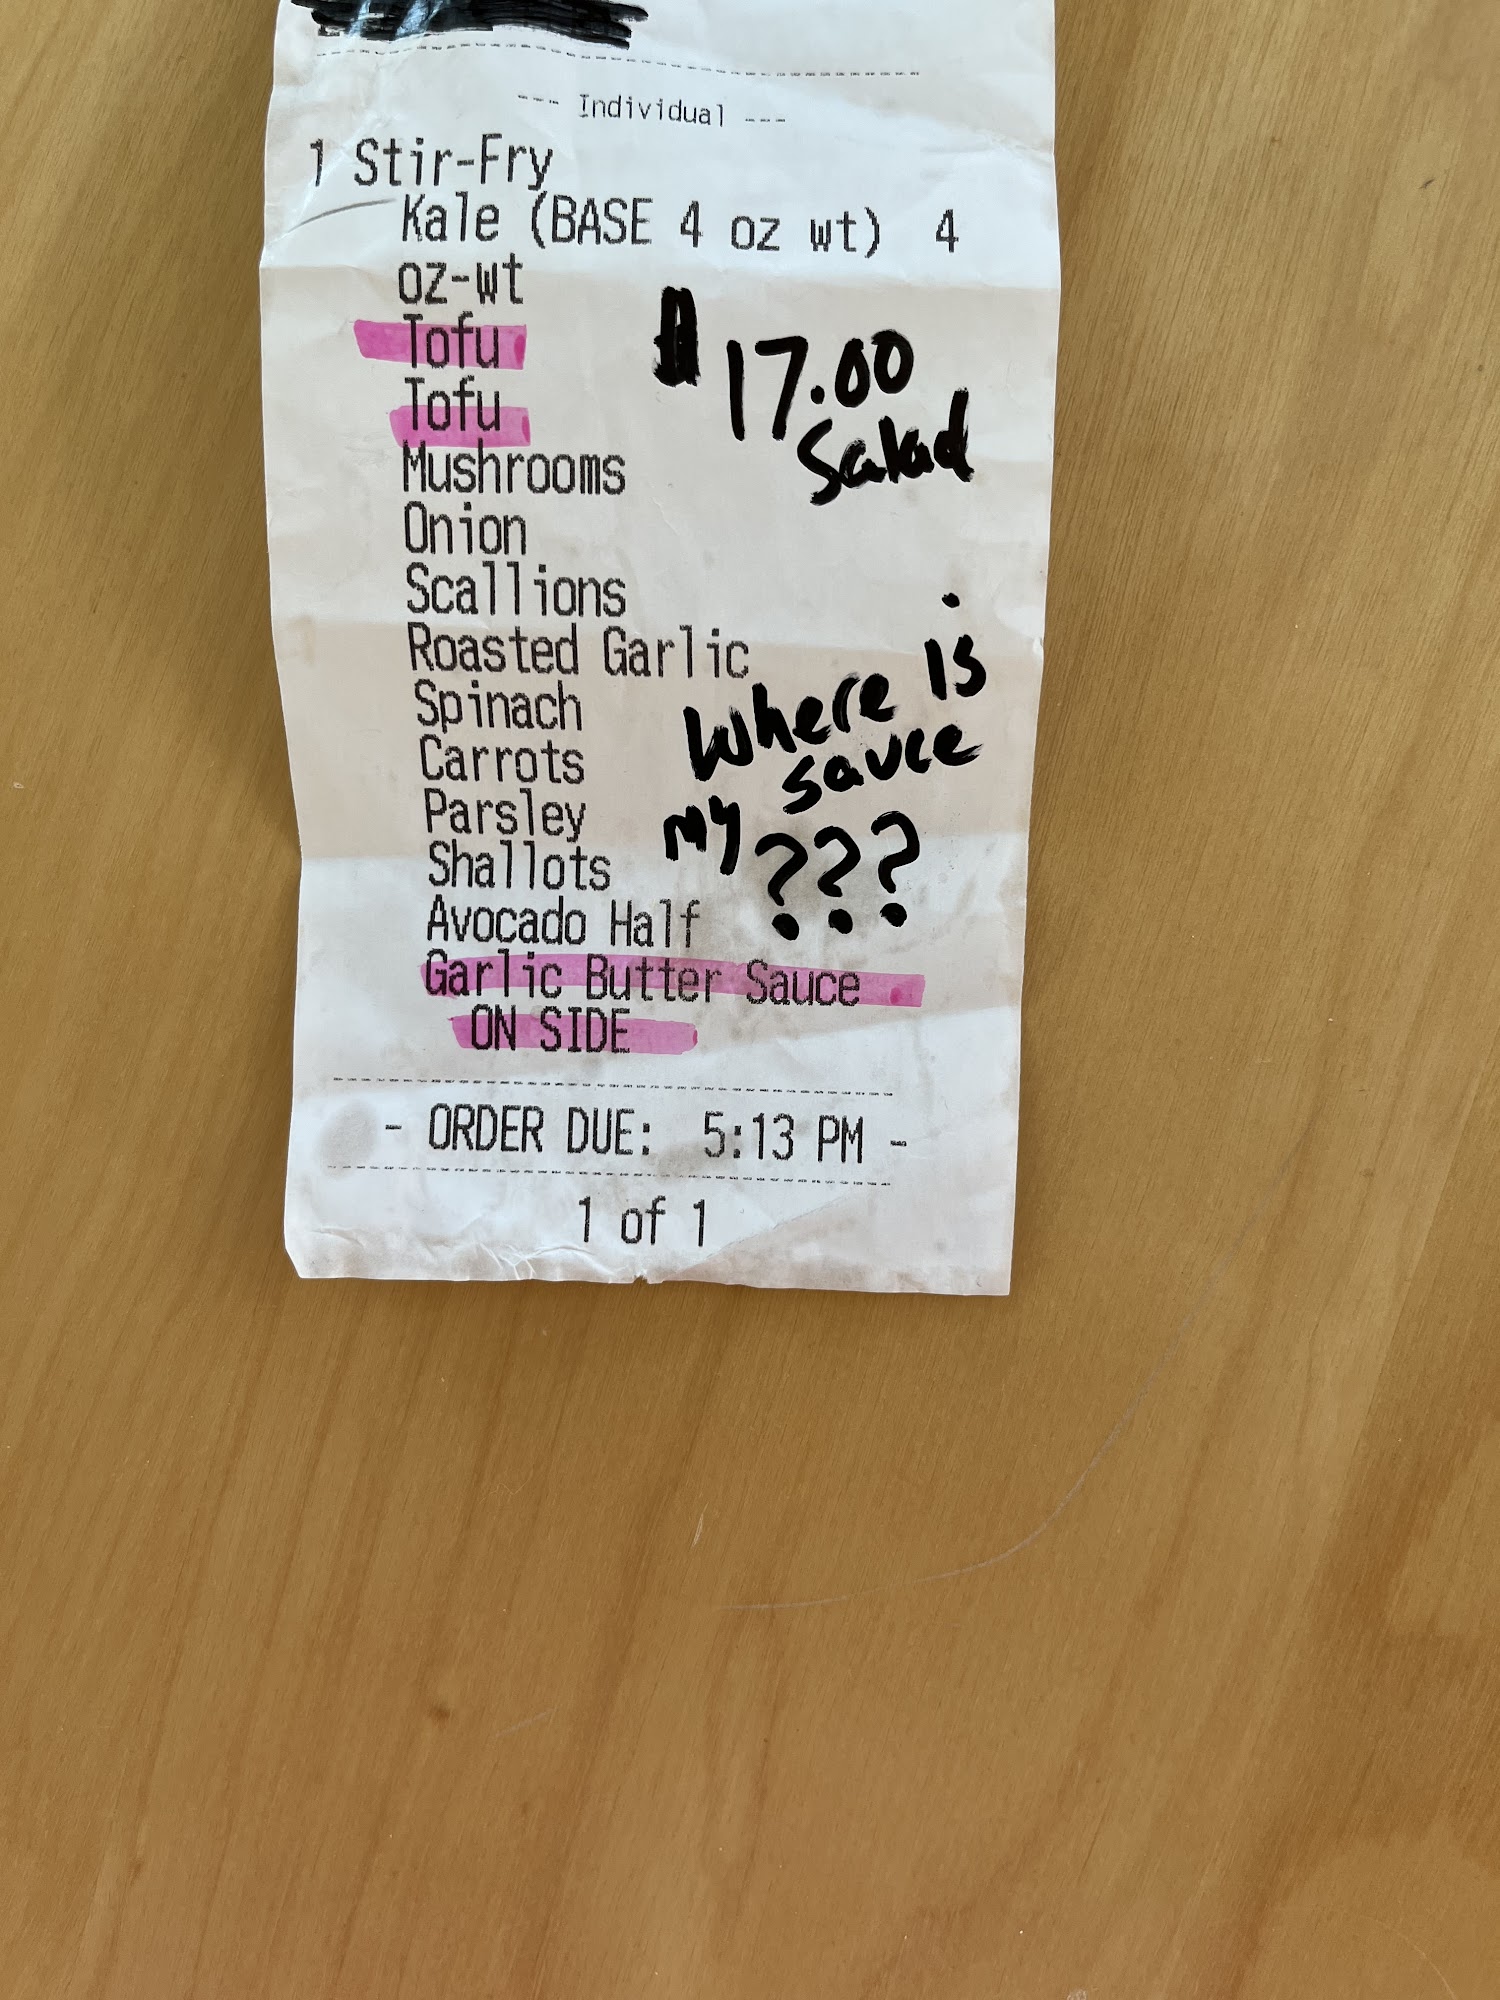 --- Individual ---
1 Stir-Fry
Kale (BASE 4 oz wt) 4
oz-wt
Tofu
Tofu
Mushrooms
Onion
Scallions
Roasted Garlic
Spinach
Carrots
Parsley
Shallots
Avocado Half
Garlic Butter Sauce
ON SIDE
- ORDER DUE: 5:13 PM -
1 of 1
17.00
Salad
Where is
my sauce
???